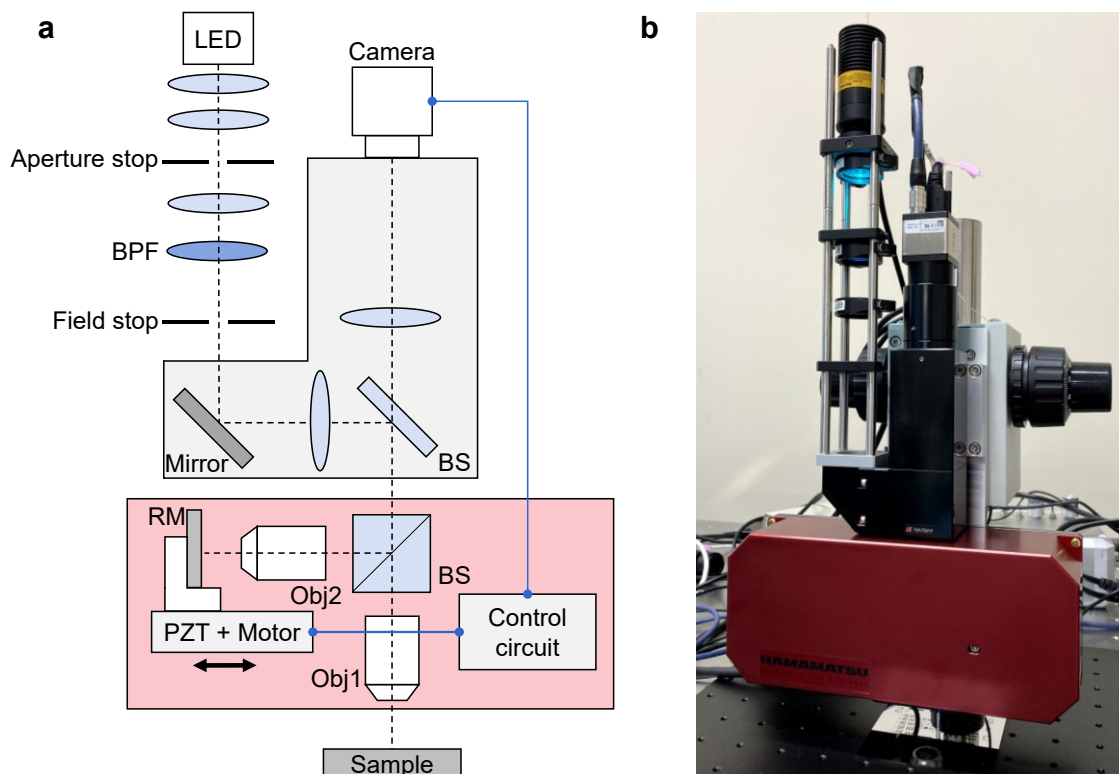 a
LED
Camera
Aperture stop
BPF
Field stop
Mirror
BS
RM
Obj2
BS
PZT + Motor
Control
circuit
Obj1
Sample
b
HAMAMATSU